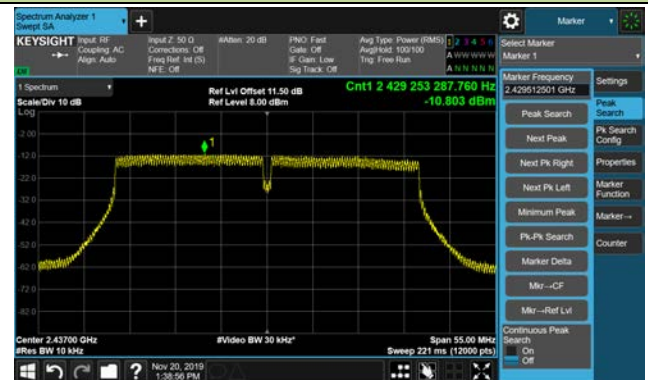 Spectrum Analyzer 1
Swept SA
Marker
KEYSIGHT
Input: RF
Coupling: AC
Align: Auto
Input Z: 50 Ω
Corrections: Off
Freq Ref: Int (S)
NFE: Off
#Atten: 20 dB
PNO: Fast
Gate: Off
IF Gain: Low
Sig Track: Off
Avg Type: Power (RMS)
Avg|Hold: 100/100
Trig: Free Run
1 2 3 4 5 6
A W W W W W
A N N N N N
Select Marker
Marker 1
1 Spectrum
Scale/Div 10 dB
Log
Ref Lvl Offset 11.50 dB
Ref Level 8.00 dBm
Cnt1 2 429 253 287.760 Hz
-10.803 dBm
1
-2.00
-12.0
-22.0
-32.0
-42.0
-52.0
-62.0
-72.0
-82.0
Center 2.43700 GHz
#Res BW 10 kHz
#Video BW 30 kHz*
Span 55.00 MHz
Sweep 221 ms (12000 pts)
Marker Frequency
2.429512501 GHz
Peak Search
Next Peak
Next Pk Right
Next Pk Left
Minimum Peak
Pk-Pk Search
Marker Delta
Mkr→CF
Mkr→Ref Lvl
Continuous Peak
Search
On
Off
Settings
Peak
Search
Pk Search
Config
Properties
Marker
Function
Marker→
Counter
Nov 20, 2019
1:38:56 PM